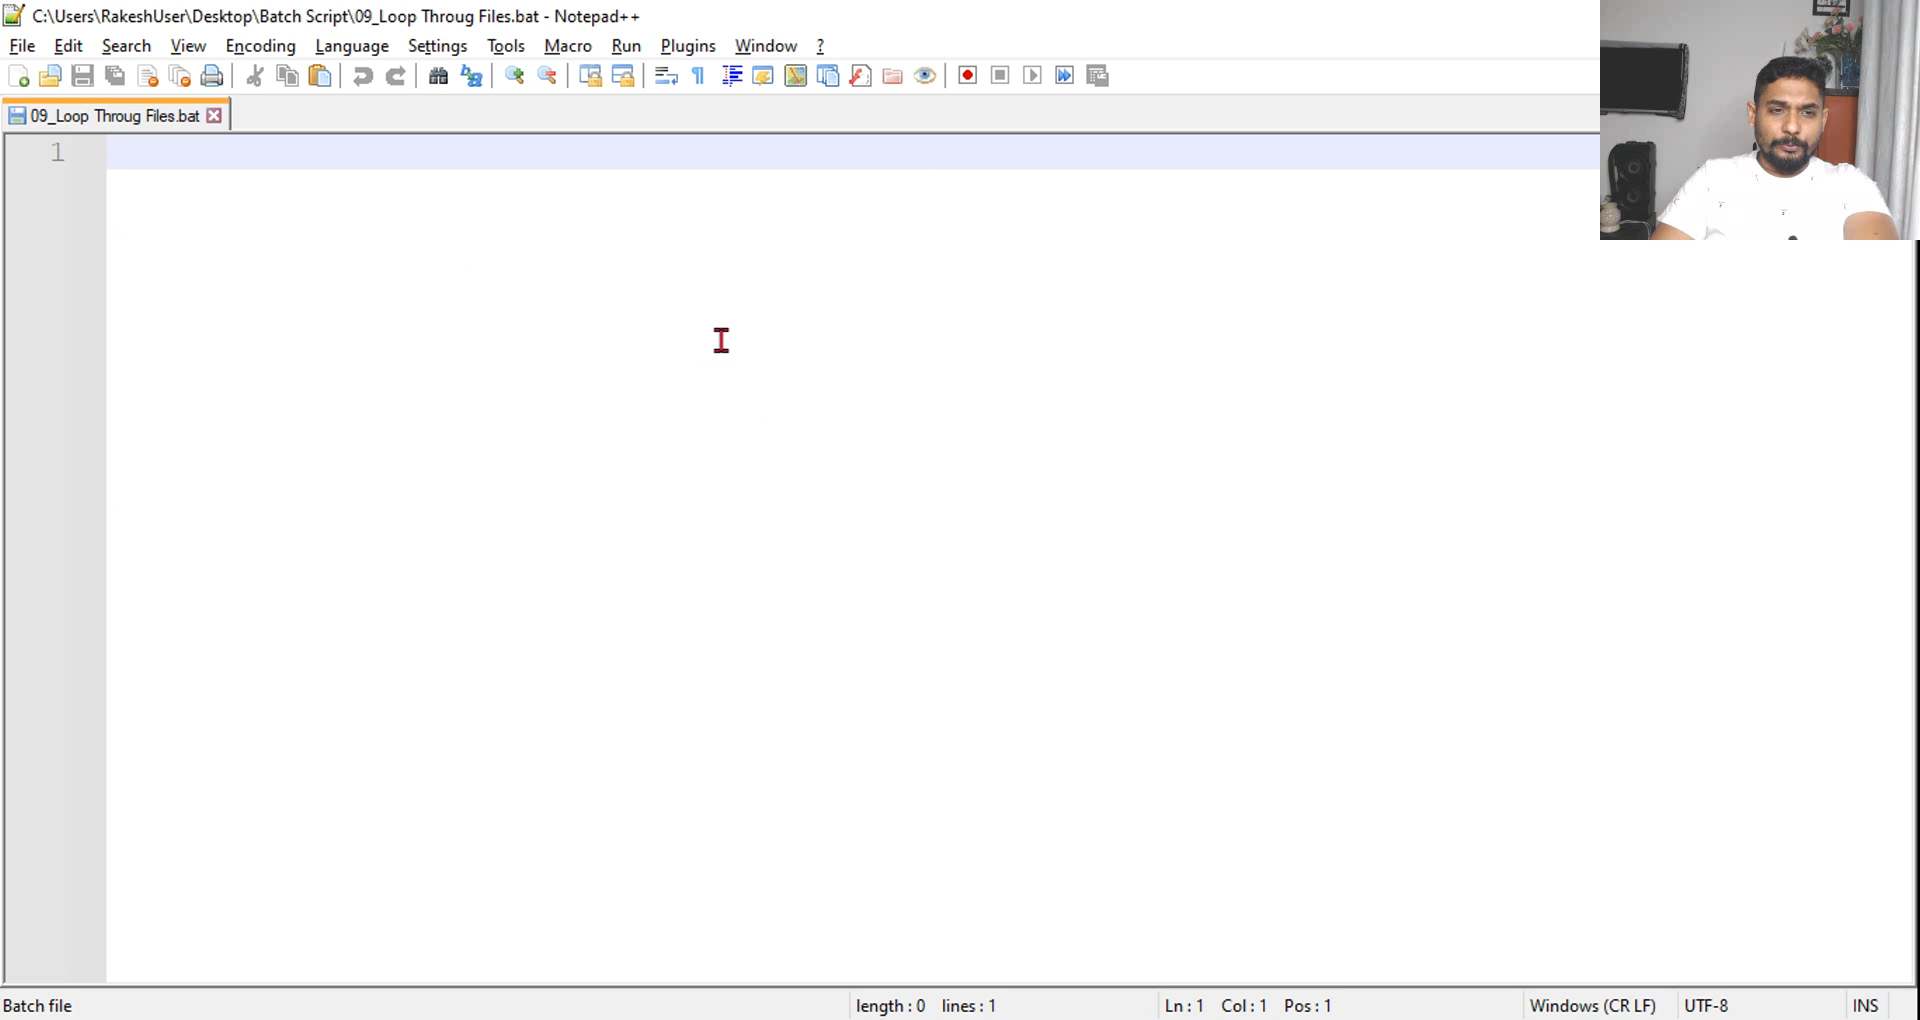 C:\Users\RakeshUser\Desktop\Batch Script\09_Loop Throug Files.bat - Notepad++
File Edit Search View Encoding Language Settings Tools Macro Run Plugins Window ?
09_Loop Throug Files.bat
1
Batch file length : 0 lines : 1 Ln : 1 Col : 1 Pos : 1 Windows (CR LF) UTF-8 INS